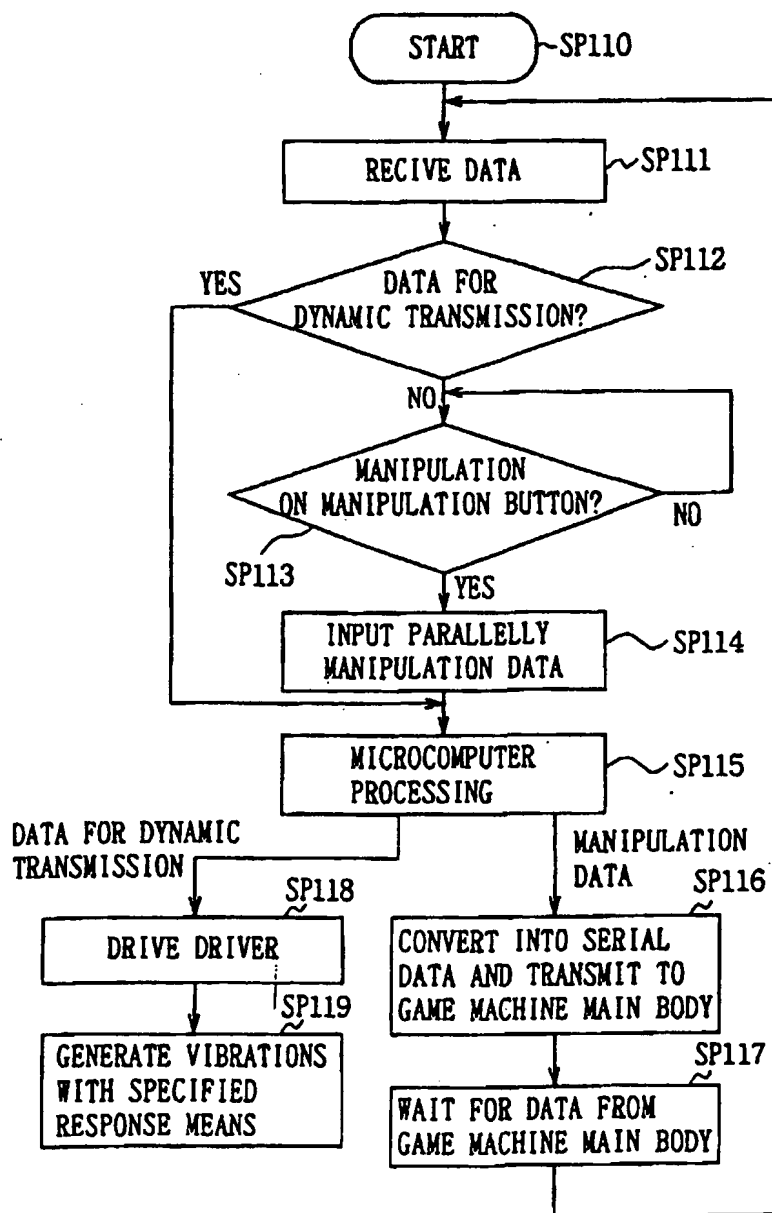 START
SP110
RECIVE DATA
SP111
SP112
YES
DATA FOR
DYNAMIC TRANSMISSION?
NO
MANIPULATION
ON MANIPULATION BUTTON?
NO
SP113
YES
INPUT PARALLELLY
MANIPULATION DATA
SP114
MICROCOMPUTER
PROCESSING
SP115
DATA FOR DYNAMIC
TRANSMISSION
MANIPULATION
DATA
SP118
DRIVE DRIVER
SP116
CONVERT INTO SERIAL
DATA AND TRANSMIT TO
GAME MACHINE MAIN BODY
SP119
GENERATE VIBRATIONS
WITH SPECIFIED
RESPONSE MEANS
SP117
WAIT FOR DATA FROM
GAME MACHINE MAIN BODY